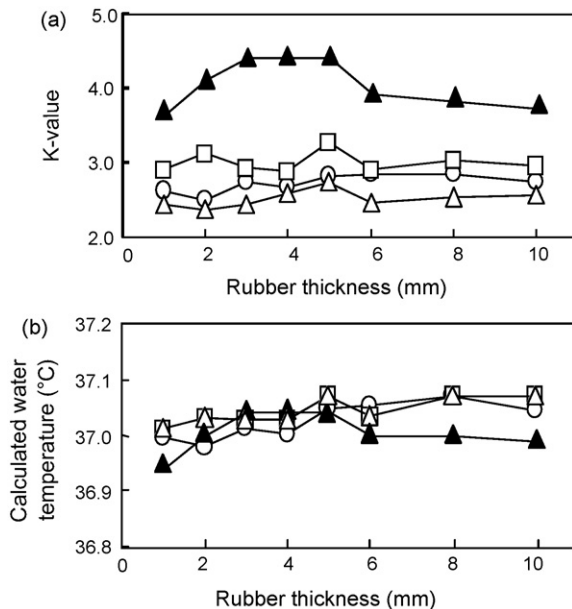 (a)
5.0
4.0
3.0
2.0
K-value
0 2 4 6 8 10
Rubber thickness (mm)
(b)
37.2
37.1
37.0
36.9
36.8
Calculated water
temperature (°C)
0 2 4 6 8 10
Rubber thickness (mm)